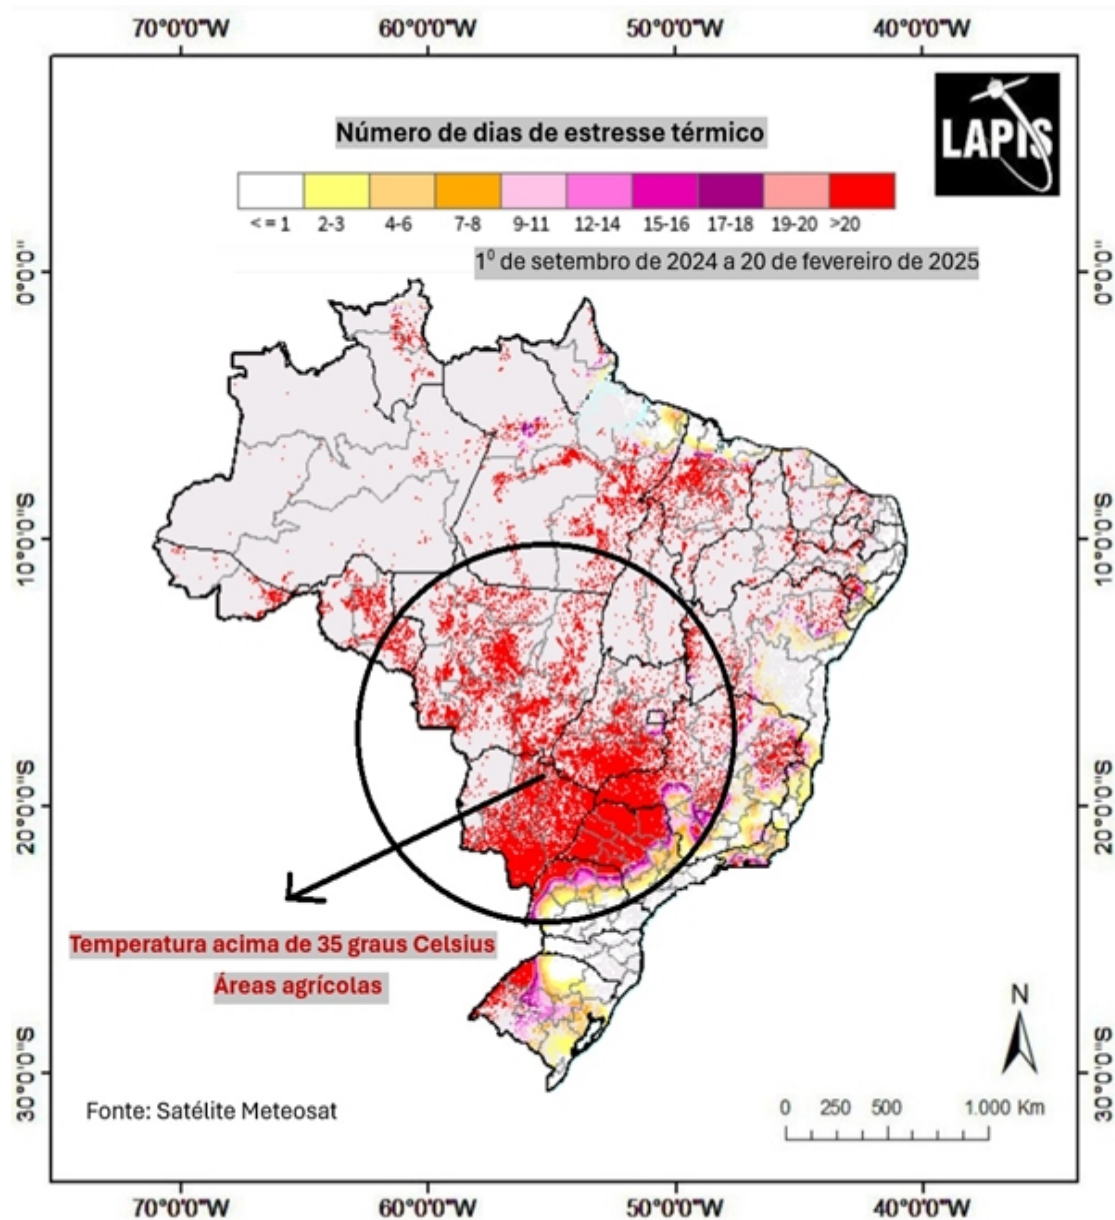 70°0'0"W 60°0'0"W 50°0'0"W 40°0'0"W
LAPIS
Número de dias de estresse térmico
<= 1 2-3 4-6 7-8 9-11 12-14 15-16 17-18 19-20 >20
1⁰ de setembro de 2024 a 20 de fevereiro de 2025
0°0'0" 0°0'0"
10°0'0"S 10°0'0"S
20°0'0"S 20°0'0"S
Temperatura acima de 35 graus Celsius
Áreas agrícolas
N
30°0'0"S 30°0'0"S
Fonte: Satélite Meteosat
0 250 500 1.000 Km
70°0'0"W 60°0'0"W 50°0'0"W 40°0'0"W